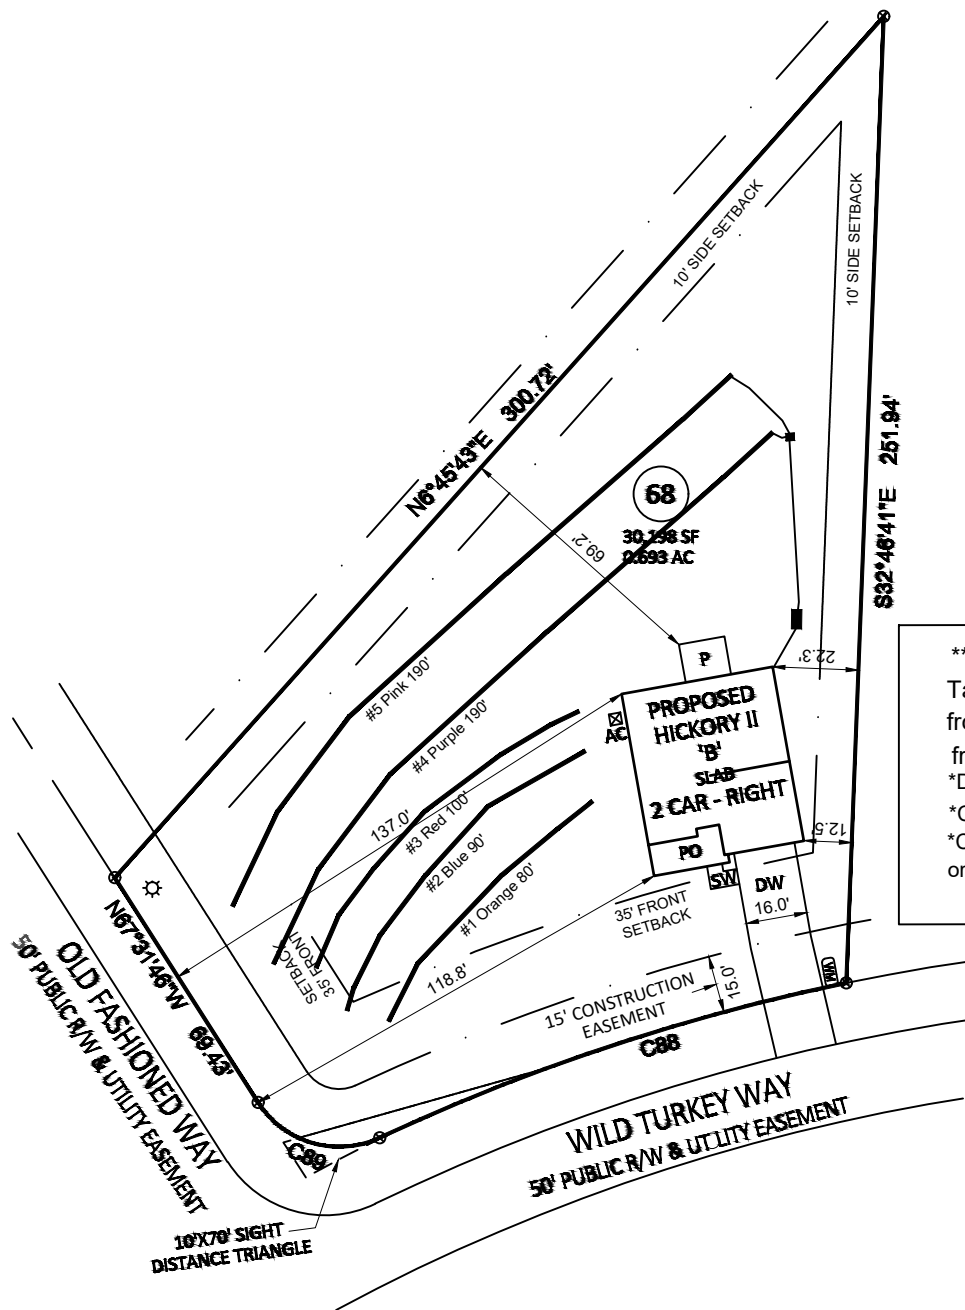 10' SIDE SETBACK
10' SIDE SETBACK
N6°45'43"E 300.72'
S32°46'41"E 251.94'
68
30,198 SF
0.693 AC
69.2'
P
22.3'
#5 Pink 190'
#4 Purple 190'
PROPOSED
HICKORY II
'B'
SLAB
2 CAR - RIGHT
AC
137.0'
#3 Red 100'
#2 Blue 90'
#1 Orange 80'
12.5'
PO
SW
DW
16.0'
35' FRONT
SETBACK
35' FRONT
SETBACK
118.8'
WM
15.0'
15' CONSTRUCTION
EASEMENT
C88
N67°31'46"W 69.43'
OLD FASHIONED WAY
50' PUBLIC R/W & UTILITY EASEMENT
C89
WILD TURKEY WAY
50' PUBLIC R/W & UTILITY EASEMENT
10'X70' SIGHT
DISTANCE TRIANGLE
**
Ta
fro
fr
*D
*C
*C
on